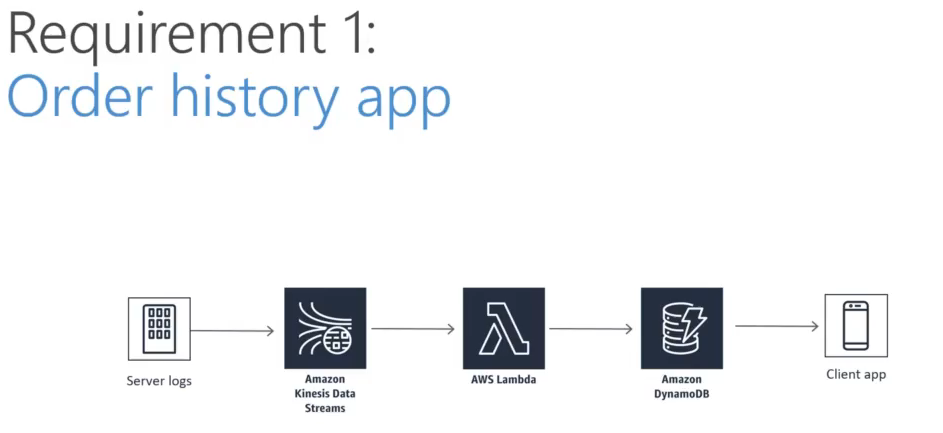 Requirement 1:
Order history app
Server logs
Amazon
Kinesis Data
Streams
AWS Lambda
Amazon
DynamoDB
Client app